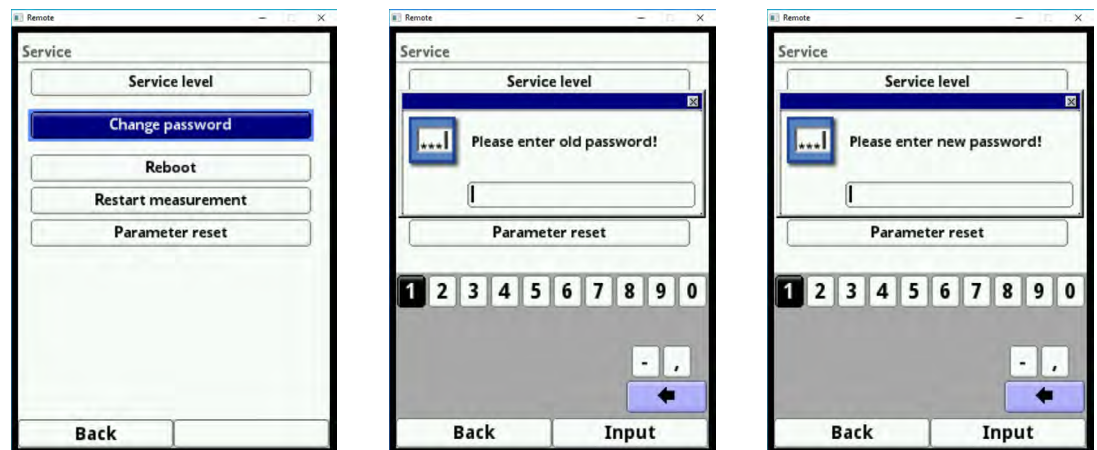 Remote
Service
Service level
Change password
Reboot
Restart measurement
Parameter reset
Back
Remote
Service
Service level
Please enter old password!
Parameter reset
1 2 3 4 5 6 7 8 9 0
- ,
Back Input
Remote
Service
Service level
Please enter new password!
Parameter reset
1 2 3 4 5 6 7 8 9 0
- ,
Back Input